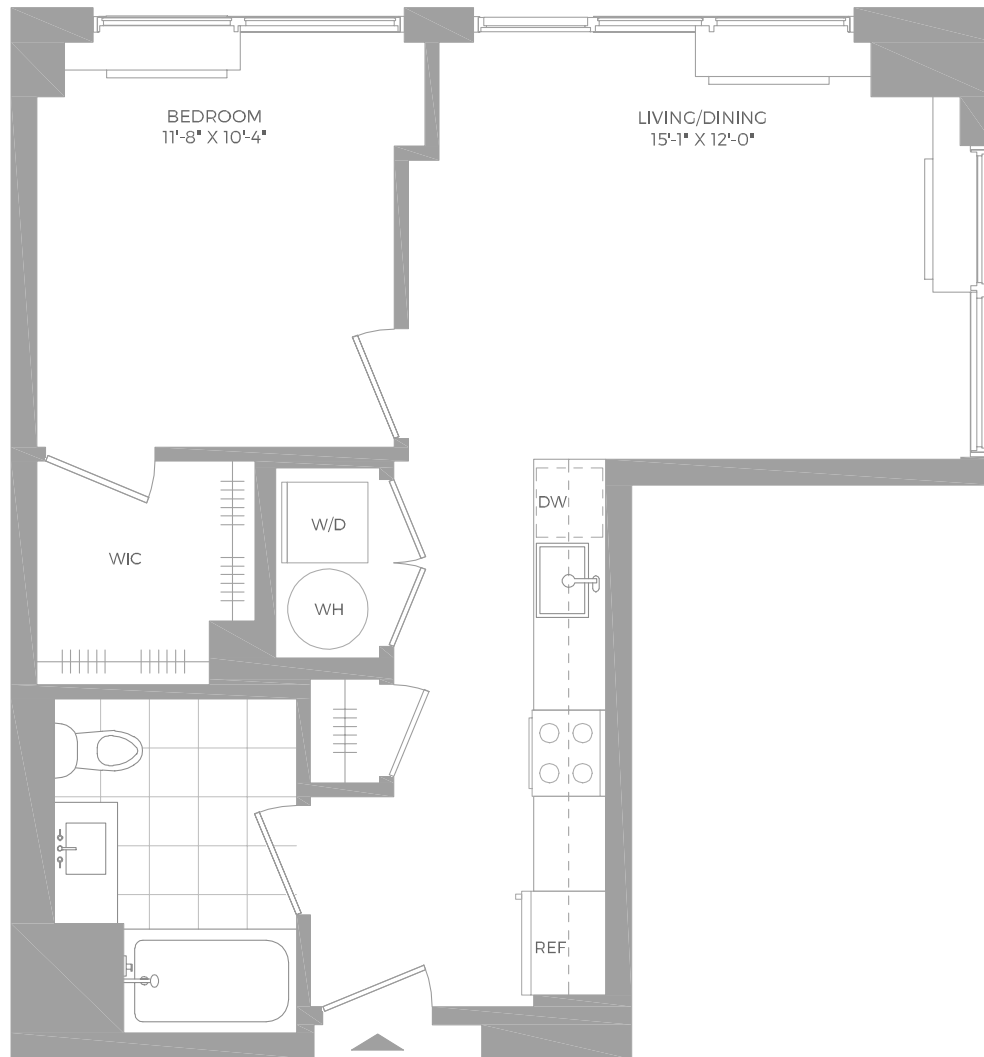 BEDROOM
11'-8" X 10'-4"
LIVING/DINING
15'-1" X 12'-0"
DW
W/D
WIC
WH
REF